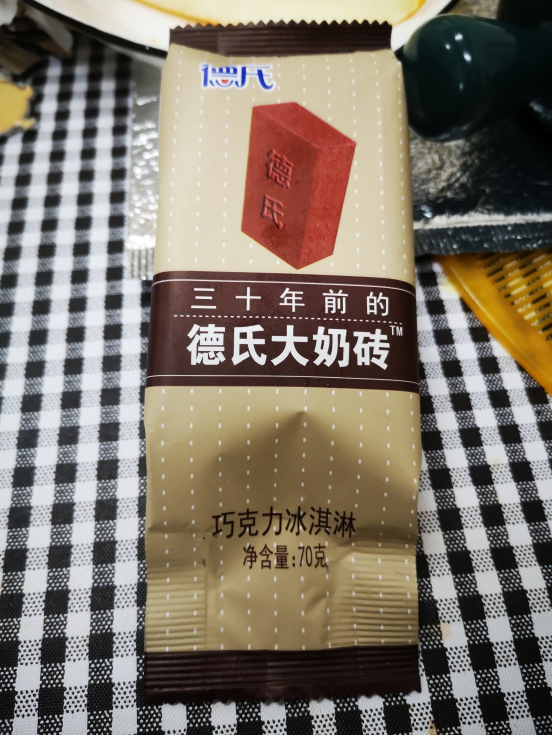 德氏
德
氏
三十年前的
德氏大奶砖™
巧克力冰淇淋
净含量:70克